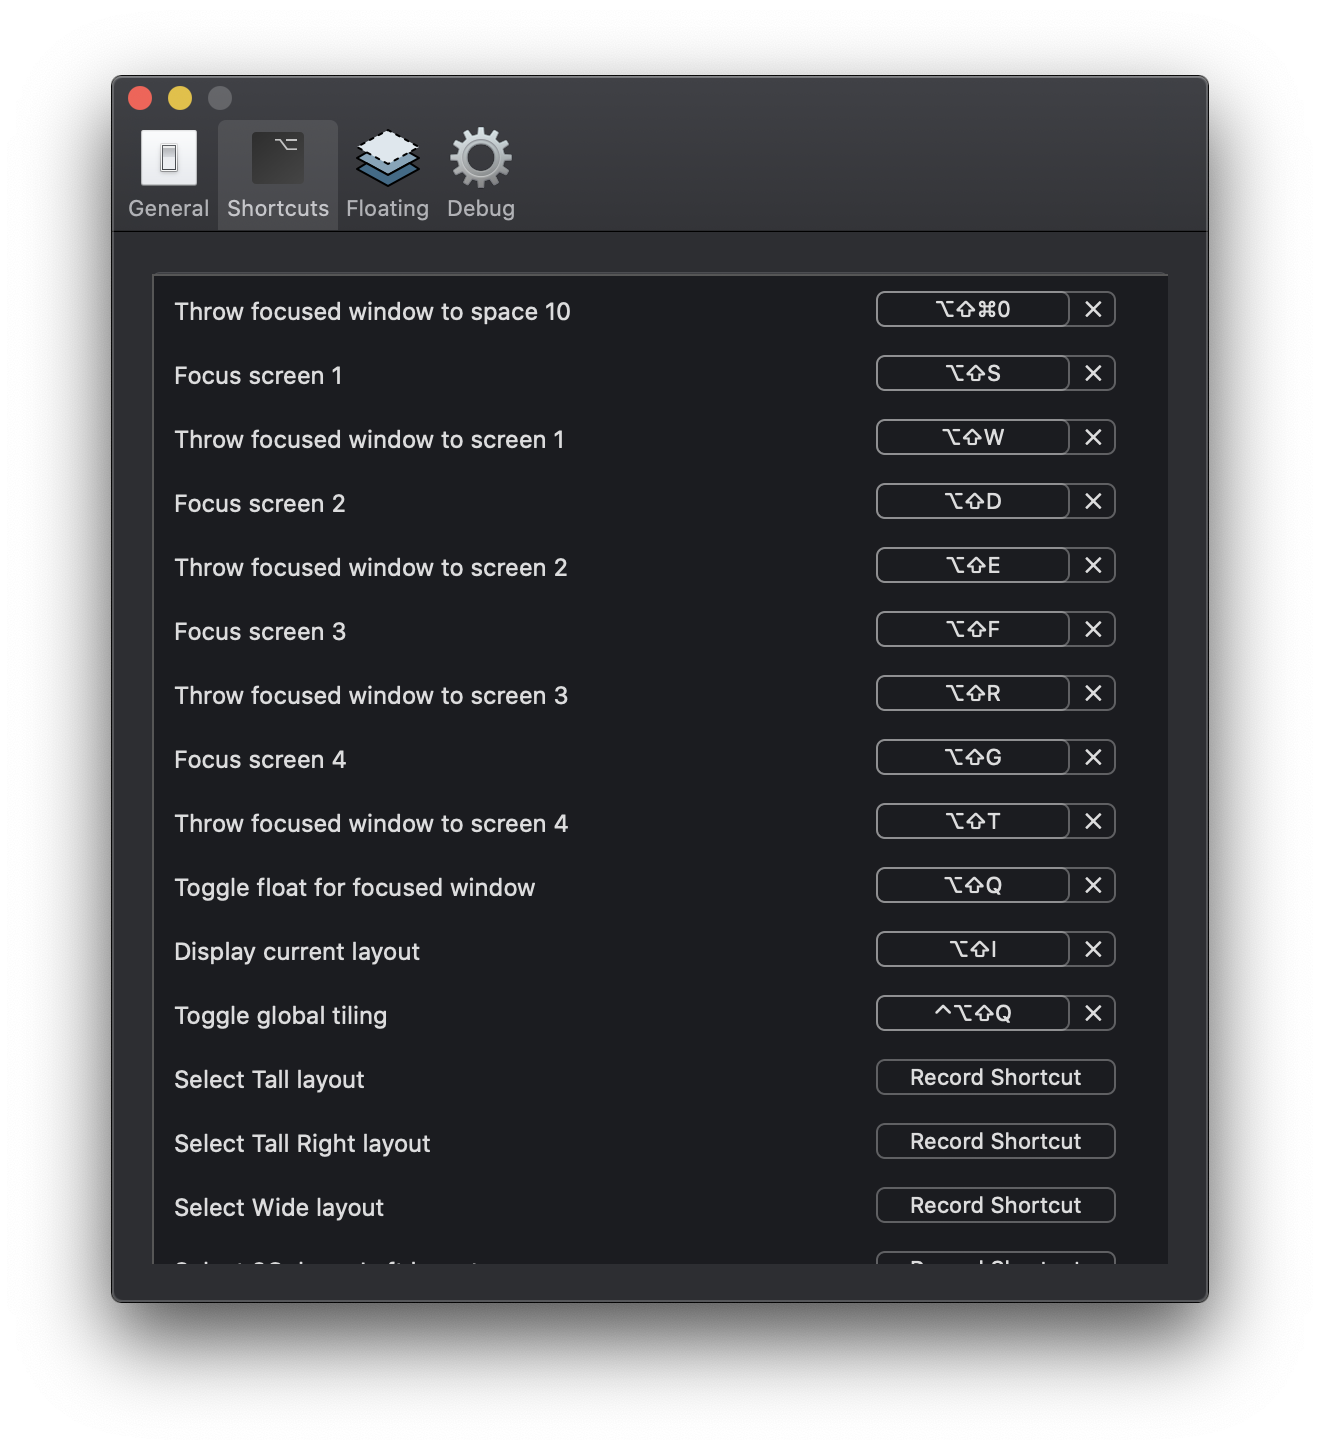 General Shortcuts Floating Debug
Throw focused window to space 10 ⌥⇧⌘0
Focus screen 1 ⌥⇧S
Throw focused window to screen 1 ⌥⇧W
Focus screen 2 ⌥⇧D
Throw focused window to screen 2 ⌥⇧E
Focus screen 3 ⌥⇧F
Throw focused window to screen 3 ⌥⇧R
Focus screen 4 ⌥⇧G
Throw focused window to screen 4 ⌥⇧T
Toggle float for focused window ⌥⇧Q
Display current layout ⌥⇧I
Toggle global tiling ^⌥⇧Q
Select Tall layout Record Shortcut
Select Tall Right layout Record Shortcut
Select Wide layout Record Shortcut